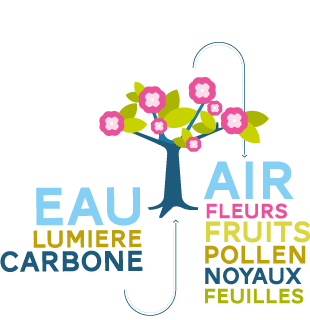 EAU
LUMIERE
CARBONE
AIR
FLEURS
FRUITS
POLLEN
NOYAUX
FEUILLES